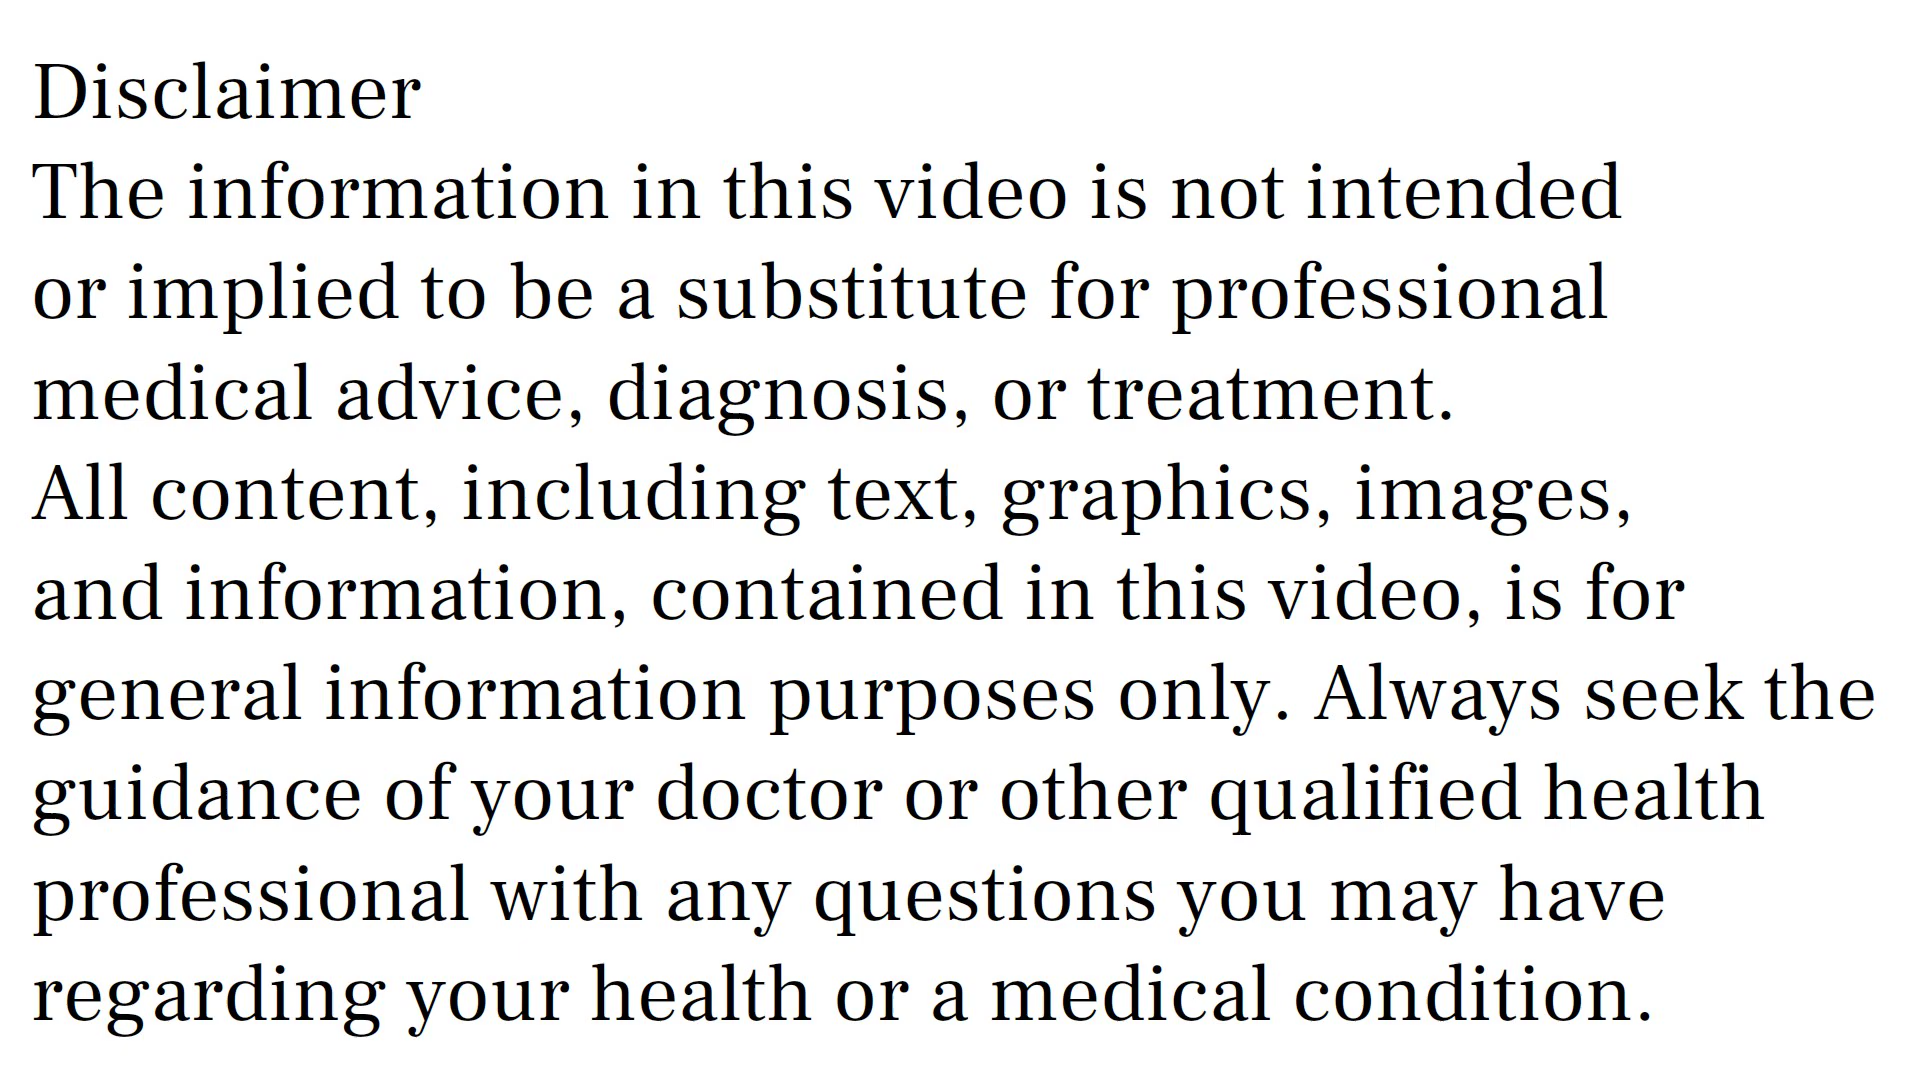 Disclaimer
The information in this video is not intended
or implied to be a substitute for professional
medical advice, diagnosis, or treatment.
All content, including text, graphics, images,
and information, contained in this video, is for
general information purposes only. Always seek the
guidance of your doctor or other qualified health
professional with any questions you may have
regarding your health or a medical condition.